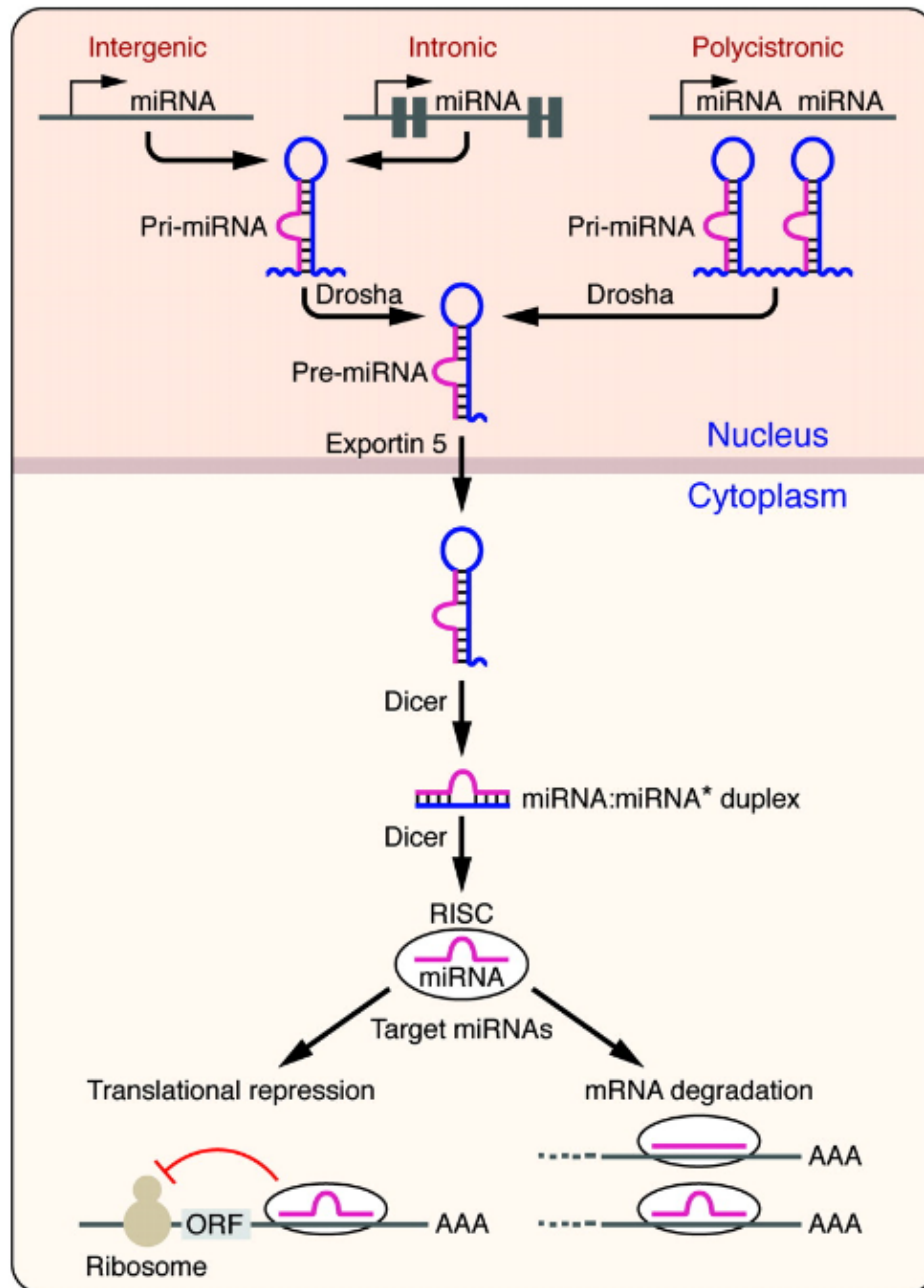 Intergenic
Intronic
Polycistronic
miRNA
miRNA
miRNA miRNA
Pri-miRNA
Pri-miRNA
Drosha
Drosha
Pre-miRNA
Exportin 5
Nucleus
Cytoplasm
Dicer
miRNA:miRNA* duplex
Dicer
RISC
miRNA
Target miRNAs
Translational repression
mRNA degradation
AAA
ORF
AAA
AAA
Ribosome